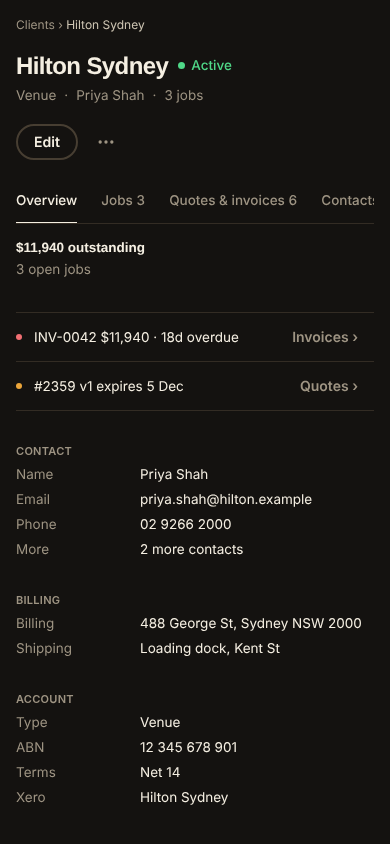 Clients › Hilton Sydney
Hilton Sydney Active
Venue · Priya Shah · 3 jobs
Edit ···
Overview Jobs 3 Quotes & invoices 6 Contacts
$11,940 outstanding
3 open jobs
INV-0042 $11,940 · 18d overdue Invoices ›
#2359 v1 expires 5 Dec Quotes ›
CONTACT
Name Priya Shah
Email priya.shah@hilton.example
Phone 02 9266 2000
More 2 more contacts
BILLING
Billing 488 George St, Sydney NSW 2000
Shipping Loading dock, Kent St
ACCOUNT
Type Venue
ABN 12 345 678 901
Terms Net 14
Xero Hilton Sydney